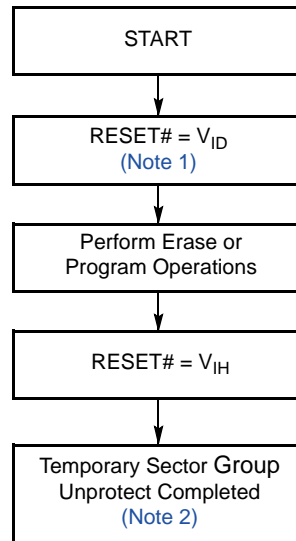 START
RESET# = VID
(Note 1)
Perform Erase or
Program Operations
RESET# = VIH
Temporary Sector Group
Unprotect Completed
(Note 2)